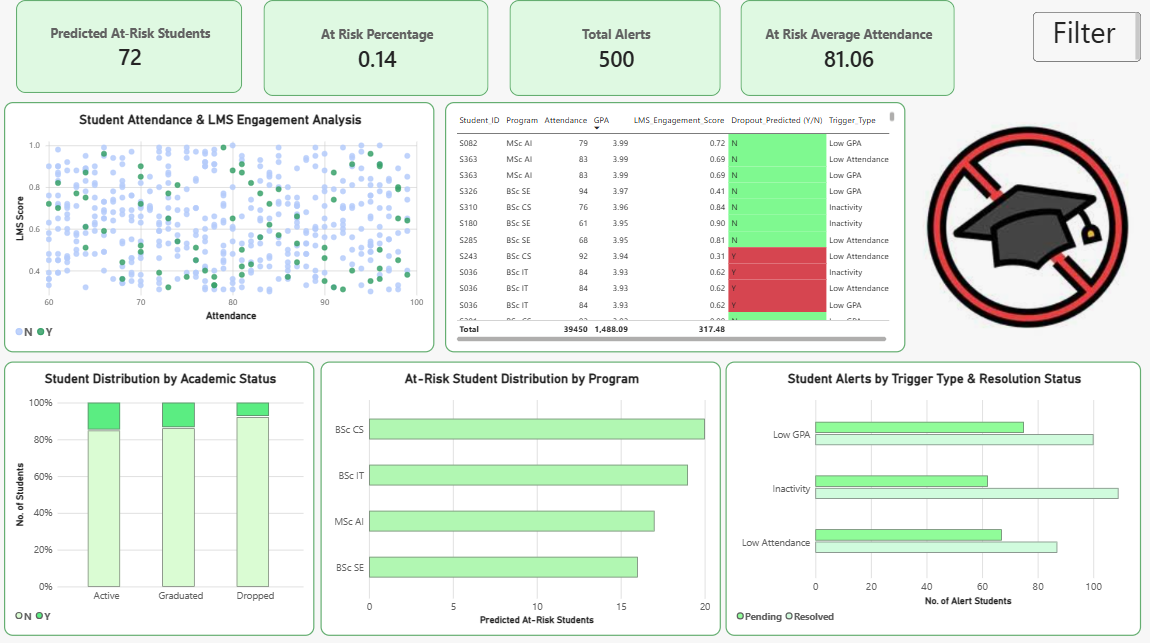 Predicted At-Risk Students
72
At Risk Percentage
0.14
Total Alerts
500
At Risk Average Attendance
81.06
Filter
Student Attendance & LMS Engagement Analysis
LMS Score
1.0
0.8
0.6
0.4
60 70 80 90 100
Attendance
N Y
Student_ID Program Attendance GPA LMS_Engagement_Score Dropout_Predicted (Y/N) Trigger_Type
S082 MSc AI 79 3.99 0.72 N Low GPA
S363 MSc AI 83 3.99 0.69 N Low Attendance
S363 MSc AI 83 3.99 0.69 N Low GPA
S326 BSc SE 94 3.97 0.41 N Low GPA
S310 BSc CS 76 3.96 0.84 N Inactivity
S180 BSc SE 61 3.95 0.90 N Inactivity
S285 BSc SE 68 3.95 0.81 N Low Attendance
S243 BSc CS 92 3.94 0.31 Y Low Attendance
S036 BSc IT 84 3.93 0.62 Y Inactivity
S036 BSc IT 84 3.93 0.62 Y Low Attendance
S036 BSc IT 84 3.93 0.62 Y Low GPA
Total 39450 1,488.09 317.48
Student Distribution by Academic Status
No. of Students
100%
80%
60%
40%
20%
0%
Active Graduated Dropped
N Y
At-Risk Student Distribution by Program
BSc CS
BSc IT
MSc AI
BSc SE
0 5 10 15 20
Predicted At-Risk Students
Student Alerts by Trigger Type & Resolution Status
Low GPA
Inactivity
Low Attendance
0 20 40 60 80 100
No. of Alert Students
Pending Resolved